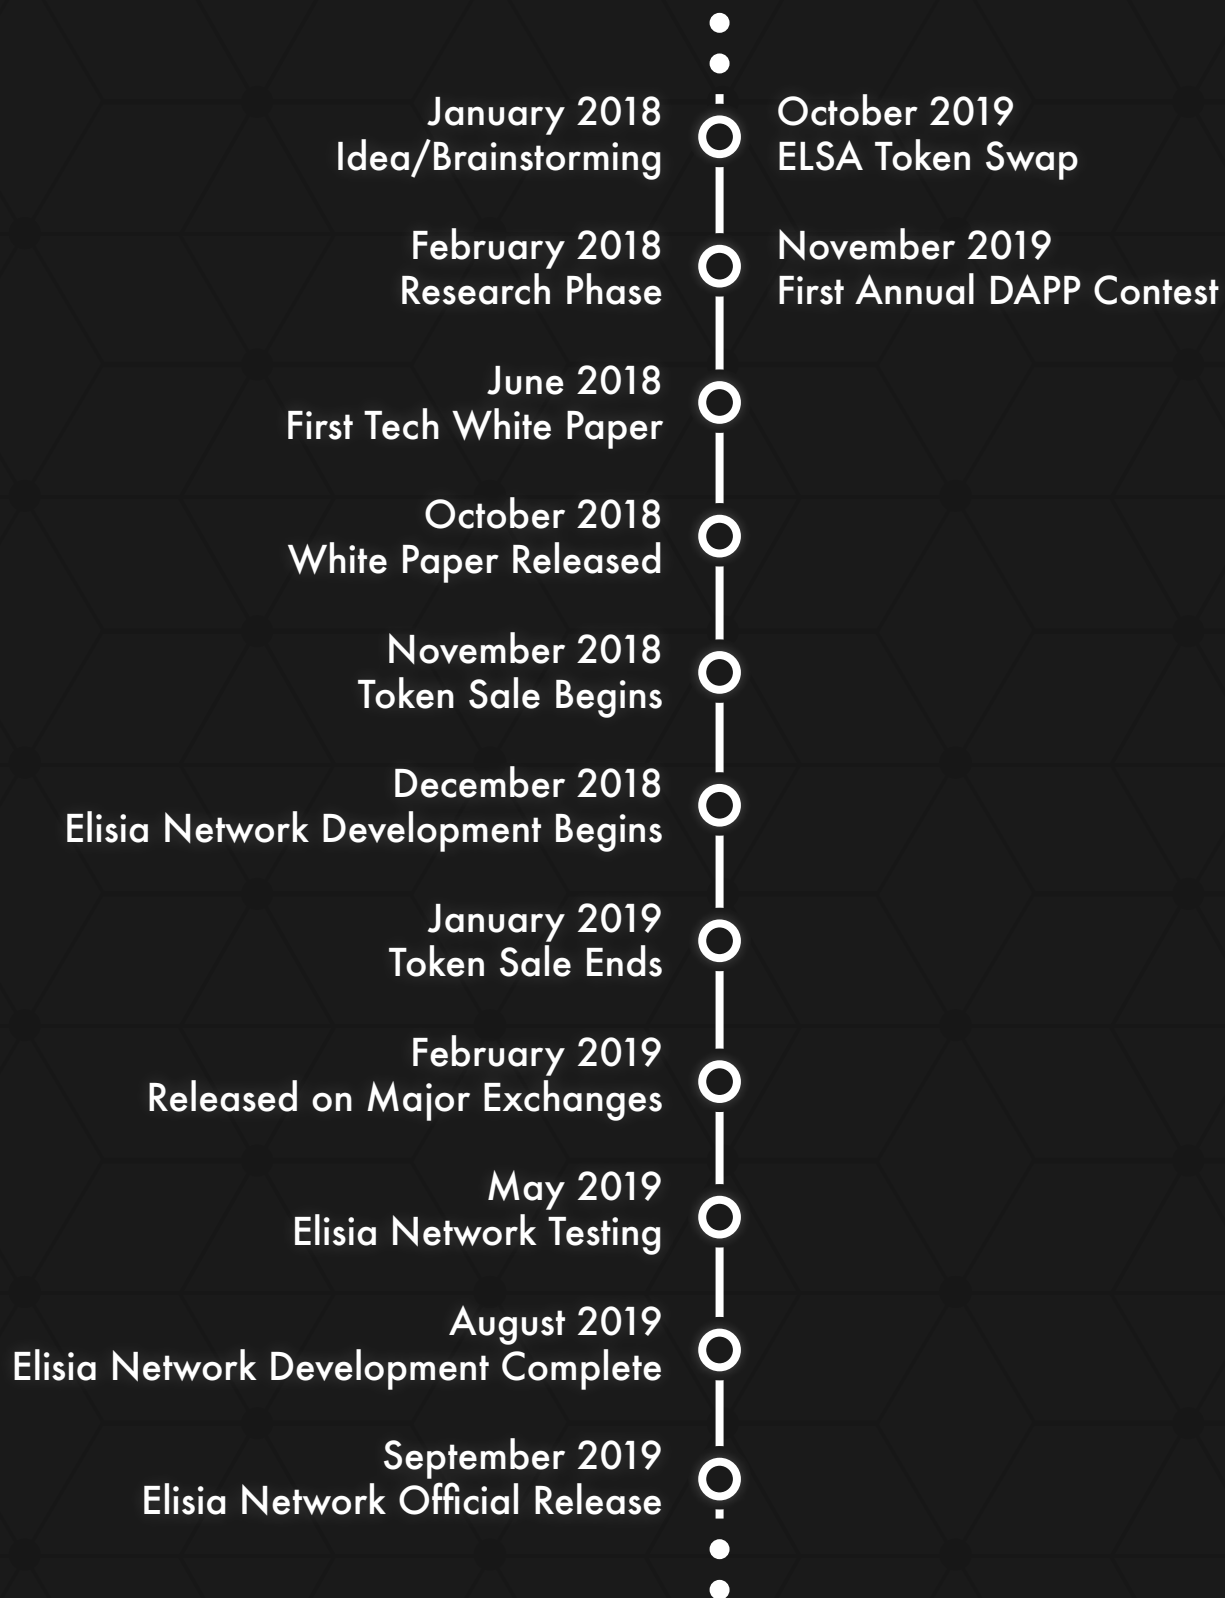 January 2018
Idea/Brainstorming
February 2018
Research Phase
June 2018
First Tech White Paper
October 2018
White Paper Released
November 2018
Token Sale Begins
December 2018
Elisia Network Development Begins
January 2019
Token Sale Ends
February 2019
Released on Major Exchanges
May 2019
Elisia Network Testing
August 2019
Elisia Network Development Complete
September 2019
Elisia Network Official Release
October 2019
ELSA Token Swap
November 2019
First Annual DAPP Contest